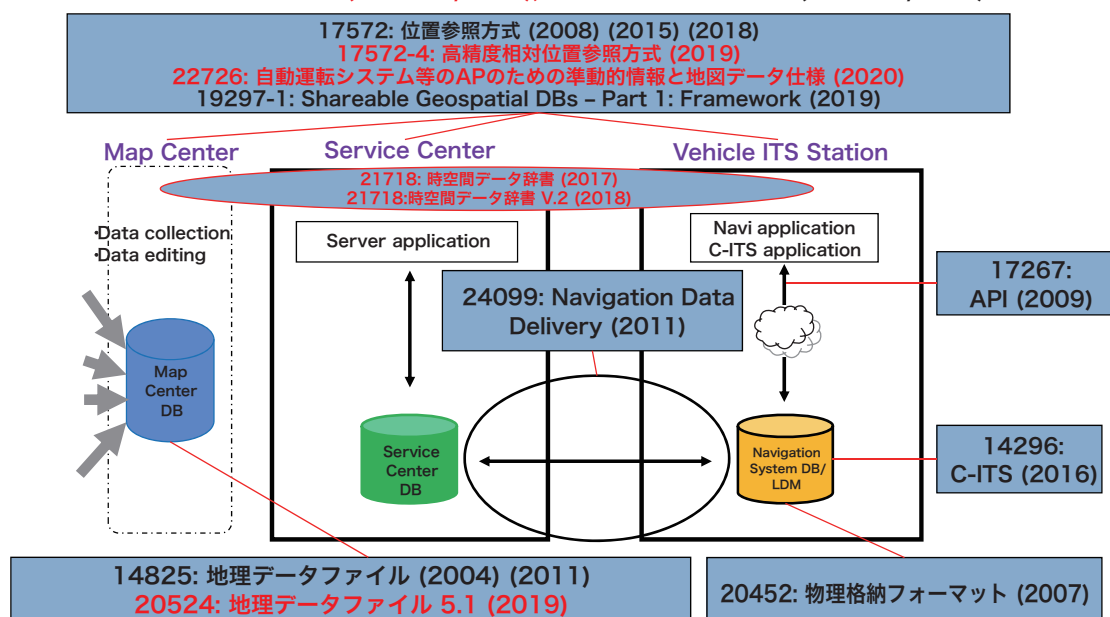 17572: 位置参照方式 (2008) (2015) (2018)
17572-4: 高精度相対位置参照方式 (2019)
22726: 自動運転システム等のAPのための準動的情報と地図データ仕様 (2020)
19297-1: Shareable Geospatial DBs – Part 1: Framework (2019)
Map Center
Service Center
Vehicle ITS Station
21718: 時空間データ辞書 (2017)
21718:時空間データ辞書 V.2 (2018)
・Data collection
・Data editing
Server application
Navi application
C-ITS application
24099: Navigation Data
Delivery (2011)
17267:
API (2009)
Map
Center
DB
Service
Center
DB
Navigation
System DB/
LDM
14296:
C-ITS (2016)
14825: 地理データファイル (2004) (2011)
20524: 地理データファイル 5.1 (2019)
20452: 物理格納フォーマット (2007)